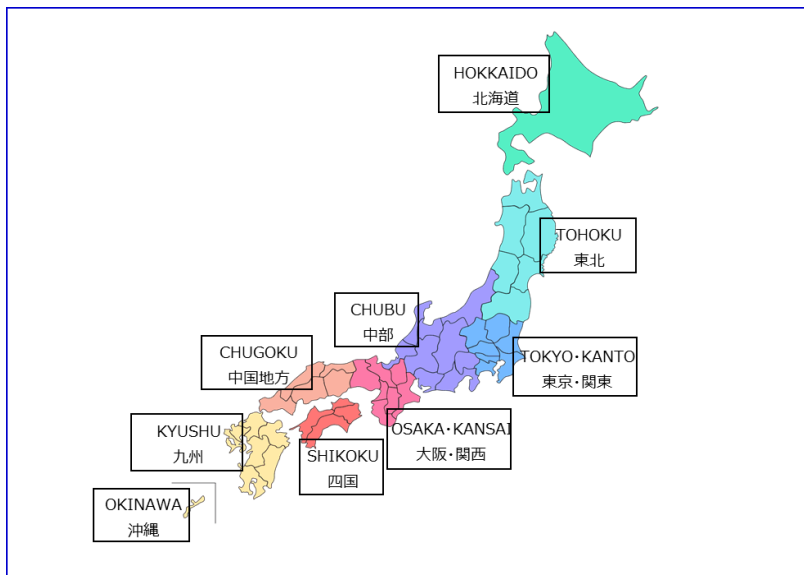 HOKKAIDO
北海道
TOHOKU
東北
CHUBU
中部
CHUGOKU
中国地方
TOKYO・KANTO
東京・関東
KYUSHU
九州
OSAKA・KANSAI
大阪・関西
SHIKOKU
四国
OKINAWA
沖縄